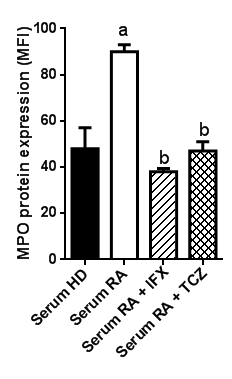 MPO protein expression (MFI)
100
80
60
40
20
0
a
b
b
Serum HD
Serum RA
Serum RA + IFX
Serum RA + TCZ